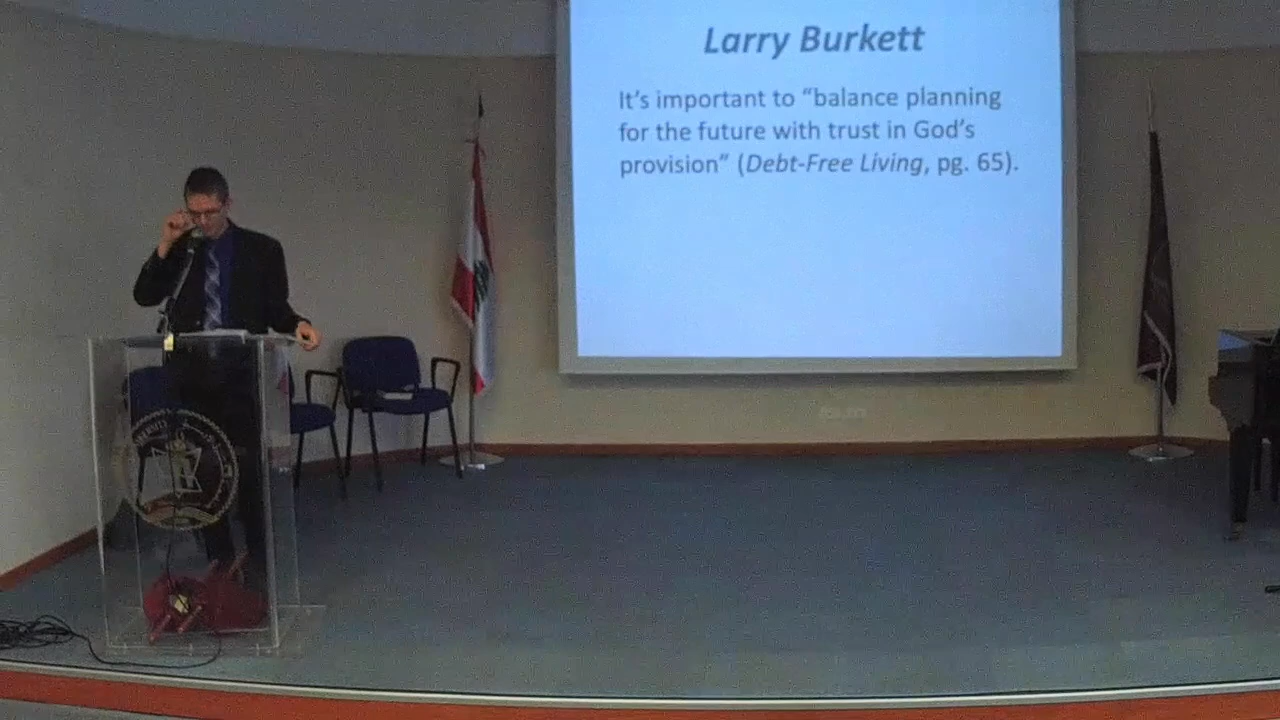 Larry Burkett
It's important to “balance planning
for the future with trust in God's
provision” (Debt-Free Living, pg. 65).